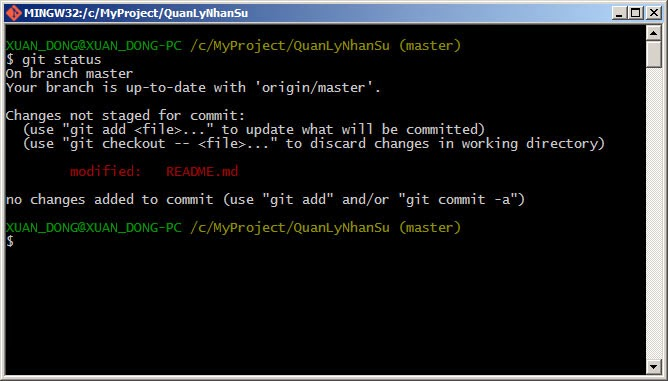 MINGW32:/c/MyProject/QuanLyNhanSu
XUAN_DONG@XUAN_DONG-PC /c/MyProject/QuanLyNhanSu (master)
$ git status
On branch master
Your branch is up-to-date with 'origin/master'.
Changes not staged for commit:
  (use "git add <file>..." to update what will be committed)
  (use "git checkout -- <file>..." to discard changes in working directory)
        modified:   README.md
no changes added to commit (use "git add" and/or "git commit -a")
XUAN_DONG@XUAN_DONG-PC /c/MyProject/QuanLyNhanSu (master)
$